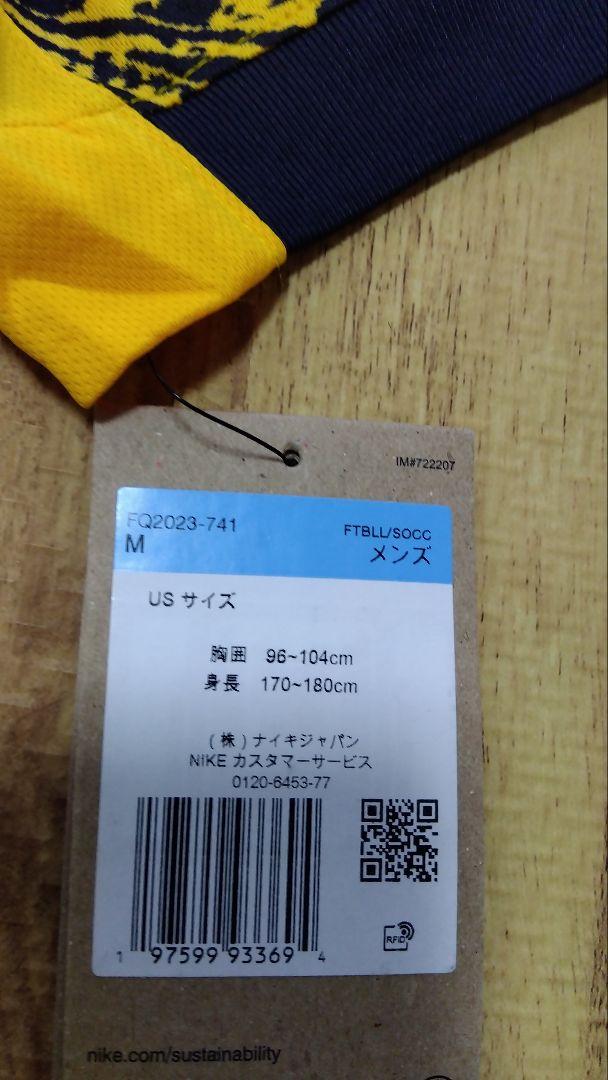 IM#722207
FQ2023-741
M
FTBLL/SOCC
メンズ
US サイズ
胸囲 96~104cm
身長 170~180cm
(株)ナイキジャパン
NIKE カスタマーサービス
0120-6453-77
1 97599 93369 4
RFID
nike.com/sustainability